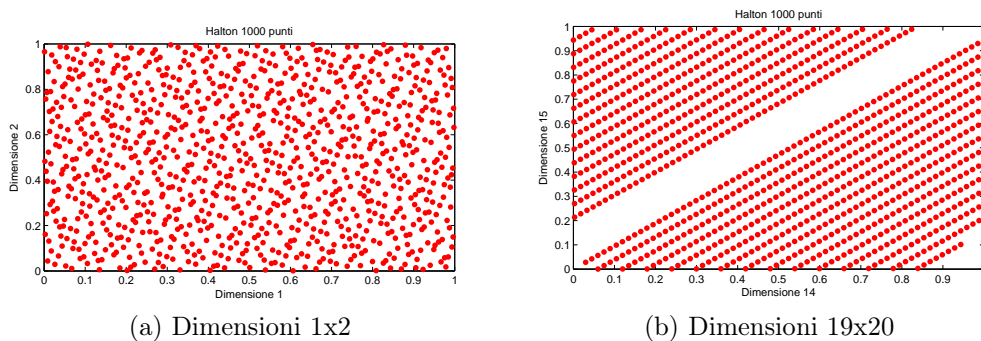 Halton 1000 punti
1
0.8
0.6
0.4
0.2
0
Dimensione 2
0 0.1 0.2 0.3 0.4 0.5 0.6 0.7 0.8 0.9 1
Dimensione 1
(a) Dimensioni 1x2
Halton 1000 punti
1
0.9
0.8
0.7
0.6
0.5
0.4
0.3
0.2
0.1
0
Dimensione 15
0 0.1 0.2 0.3 0.4 0.5 0.6 0.7 0.8 0.9
Dimensione 14
(b) Dimensioni 19x20